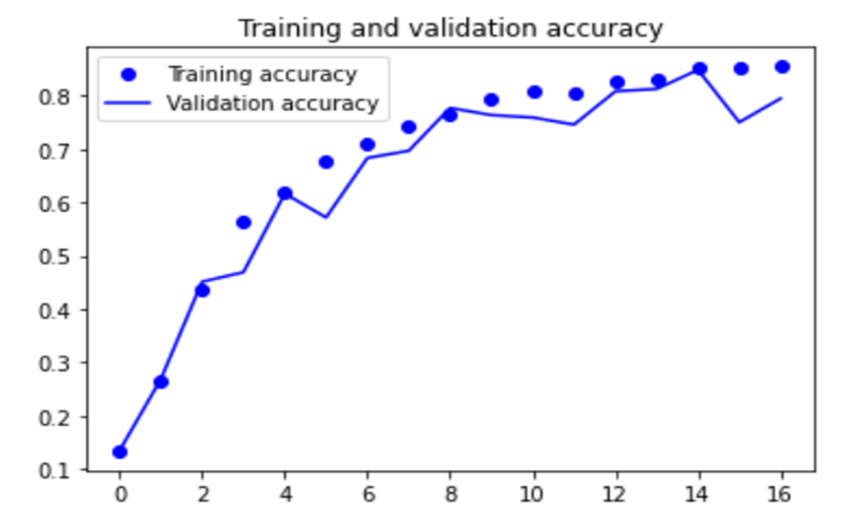 Training and validation accuracy
Training accuracy
Validation accuracy
0.8
0.7
0.6
0.5
0.4
0.3
0.2
0.1
0 2 4 6 8 10 12 14 16